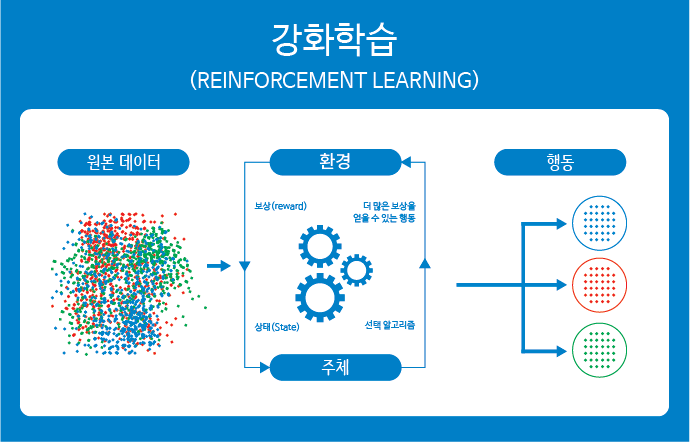 강화학습
(REINFORCEMENT LEARNING)
원본 데이터
환경
행동
보상(reward)
더 많은 보상을
얻을 수 있는 행동
상태(State)
선택 알고리즘
주체